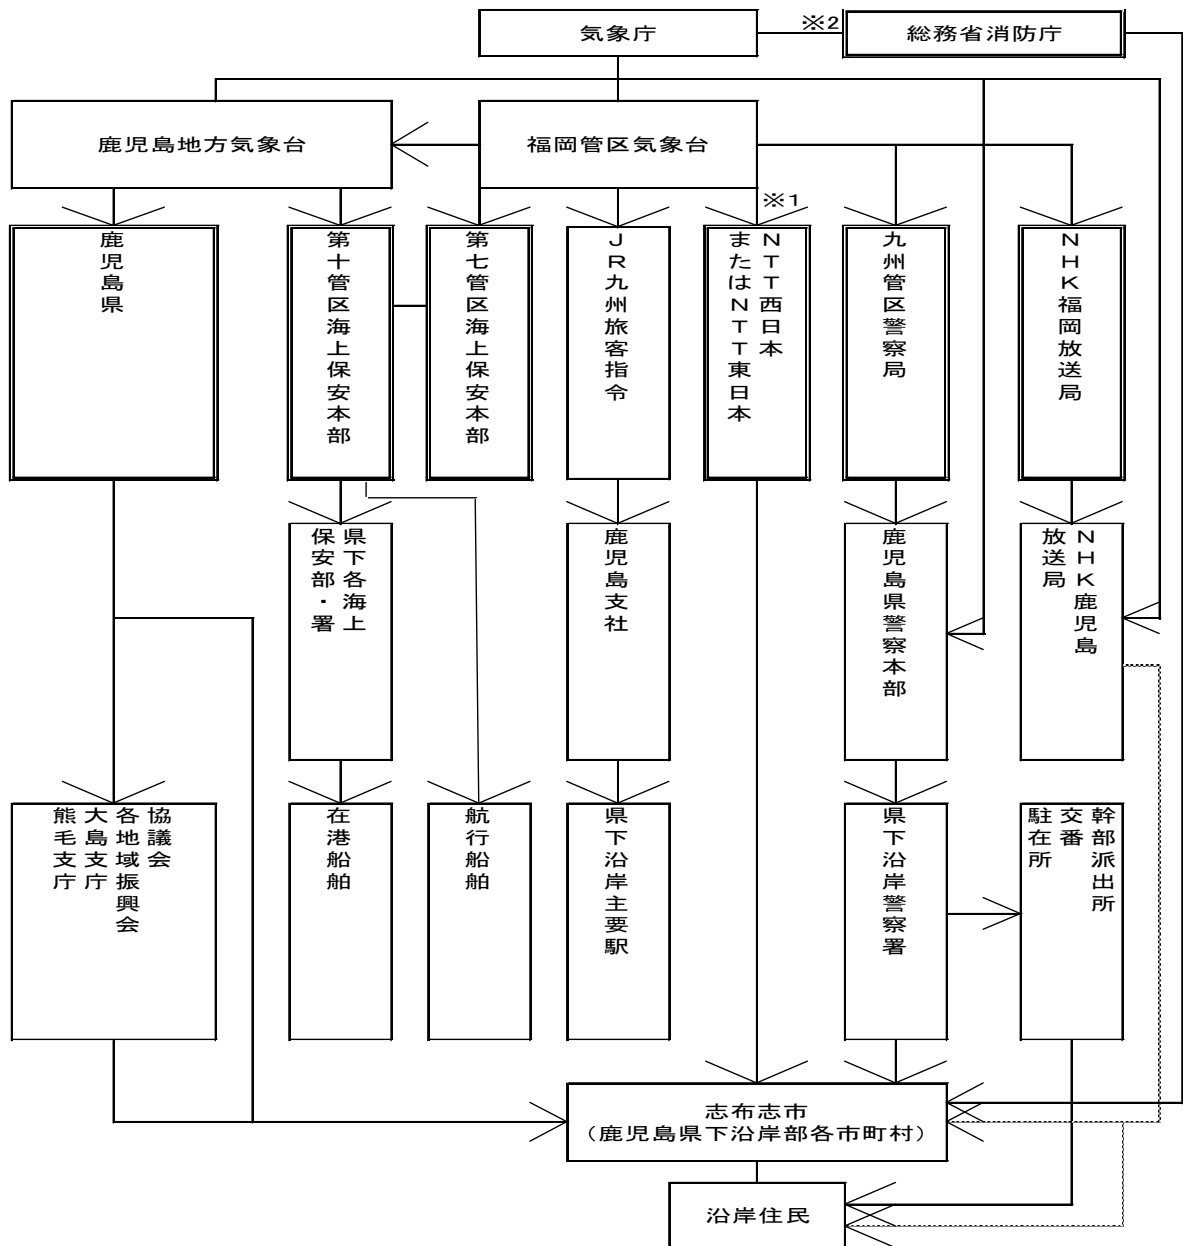 気象庁
※2
総務省消防庁
鹿児島地方気象台
福岡管区気象台
※1
鹿児島県
第十管区海上保安本部
第七管区海上保安本部
JR九州旅客指令
NTT西日本
またはNTT東日本
九州管区警察局
NHK福岡放送局
県下各海上
保安部・署
鹿児島支社
鹿児島県警察本部
NHK鹿児島
放送局
協議会
各地域振興会
大島支庁
熊毛支庁
在港船舶
航行船舶
県下沿岸主要駅
県下沿岸警察署
幹部派出所
交番
駐在所
志布志市
(鹿児島県下沿岸部各市町村)
沿岸住民